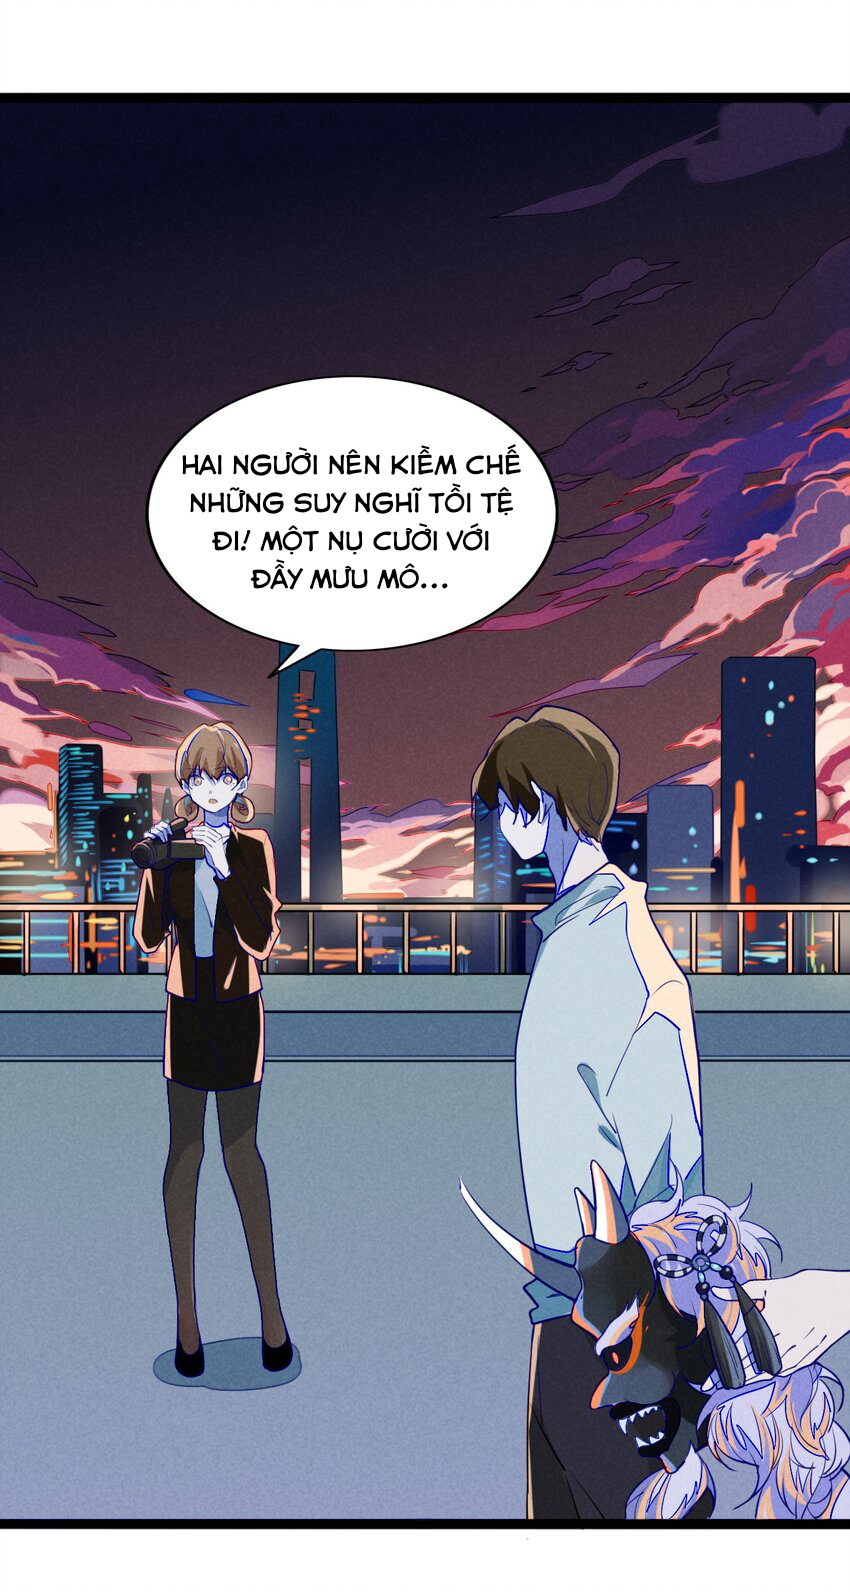 HAI NGƯỜI NÊN KIỀM CHẾ
NHỮNG SUY NGHĨ TỒI TỆ
ĐI! MỘT NỤ CƯỜI VỚI
ĐẦY MƯU MÔ...